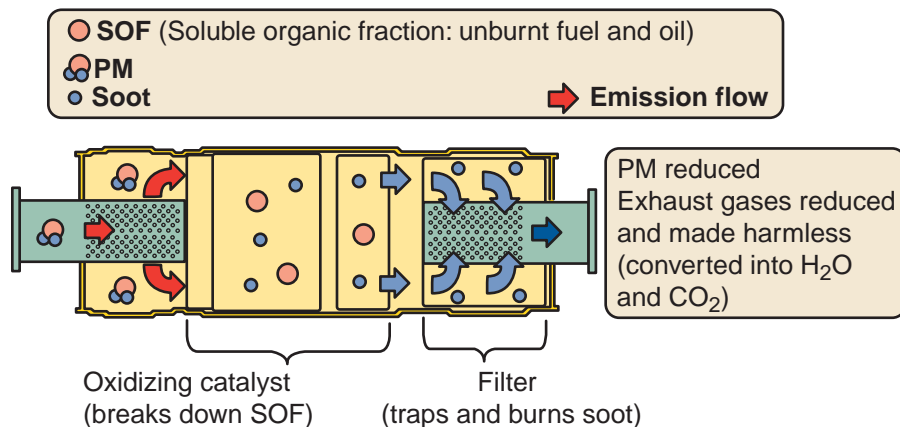 SOF (Soluble organic fraction: unburnt fuel and oil)
PM
Soot
Emission flow
PM reduced
Exhaust gases reduced
and made harmless
(converted into H₂O
and CO₂)
Oxidizing catalyst
(breaks down SOF)
Filter
(traps and burns soot)